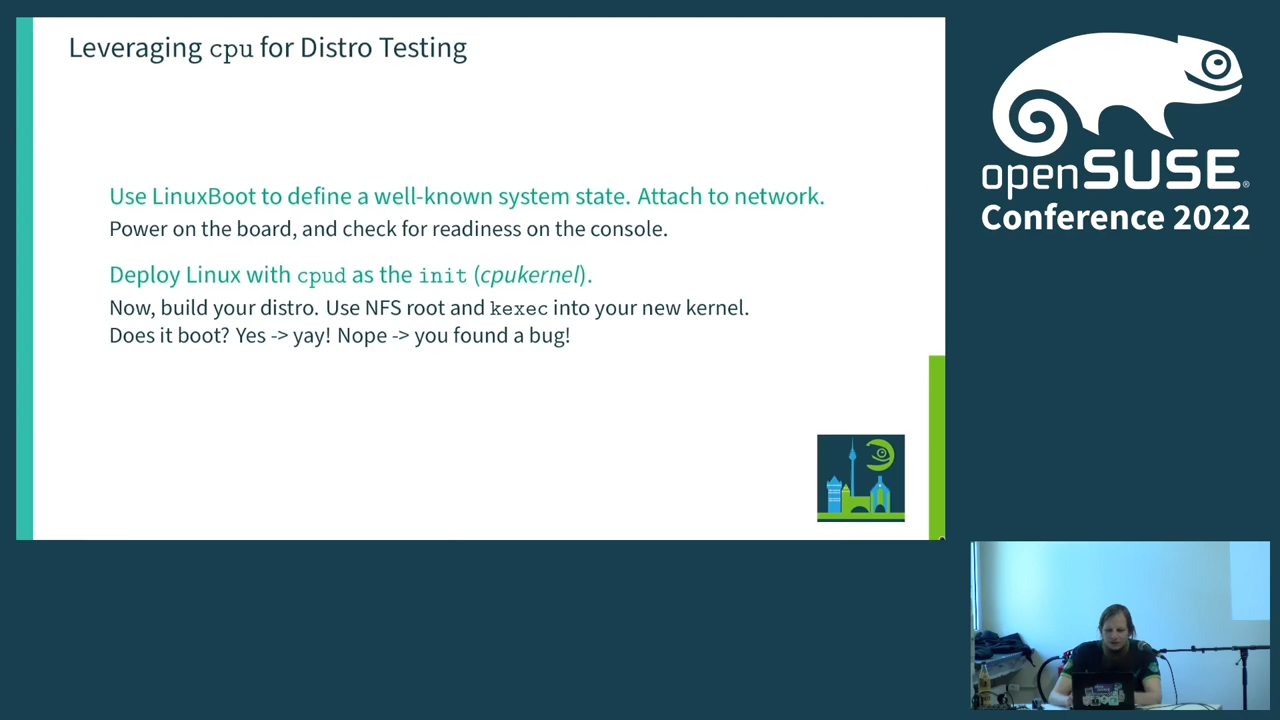 Leveraging cpu for Distro Testing
Use LinuxBoot to define a well-known system state. Attach to network.
Power on the board, and check for readiness on the console.
Deploy Linux with cpud as the init (cpukernel).
Now, build your distro. Use NFS root and kexec into your new kernel.
Does it boot? Yes -> yay! Nope -> you found a bug!
openSUSE®
Conference 2022